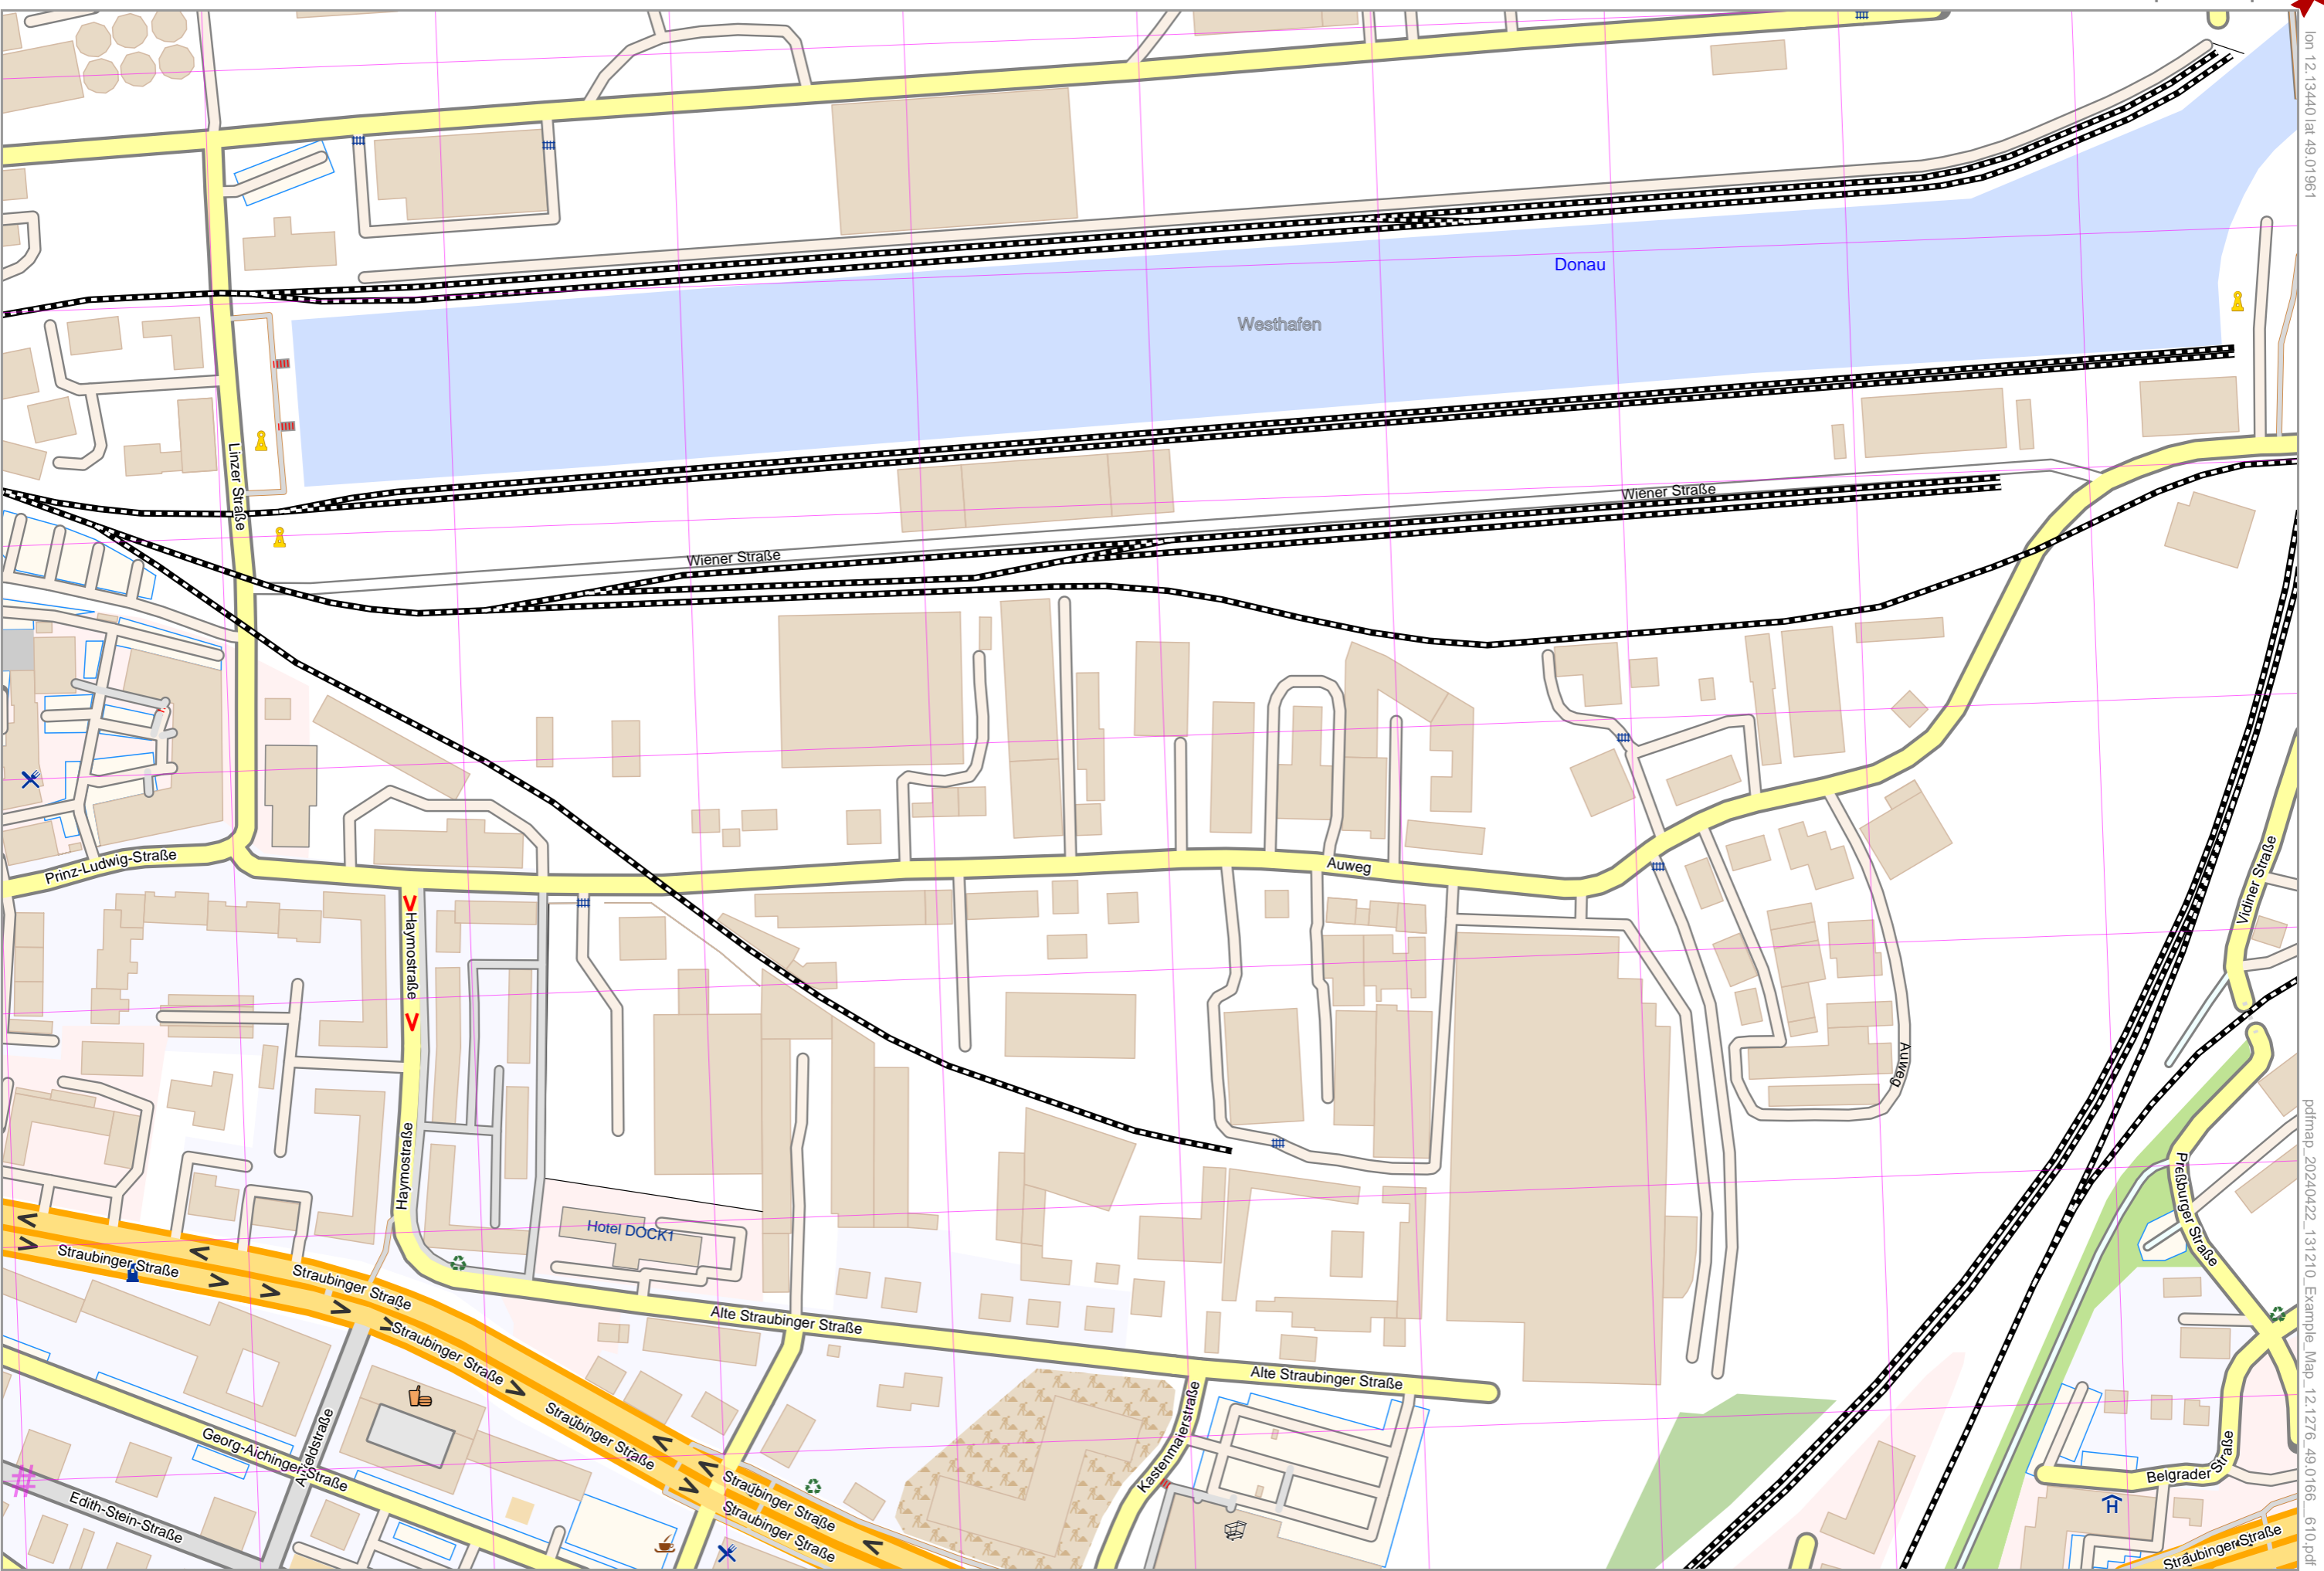 lon 12.13440 lat 49.01961
Donau
Westhafen
Linzer Straße
Wiener Straße
Wiener Straße
Prinz-Ludwig-Straße
Auweg
Haymostraße
Vidiner Straße
Auweg
Haymostraße
Preßburger Straße
Hotel DOCK1
Straubinger Straße
Straubinger Straße
Alte Straubinger Straße
Straubinger Straße
Alte Straubinger Straße
Straubinger Straße
Kastenmaierstraße
Georg-Aichinger-Straße
Belgrader Straße
Straubinger Straße
Edith-Stein-Straße
Straubinger Straße
H
Straubinger Straße
pdfmap_20240422_131210_Example_Map_12.1276_49.0166_610.pdf